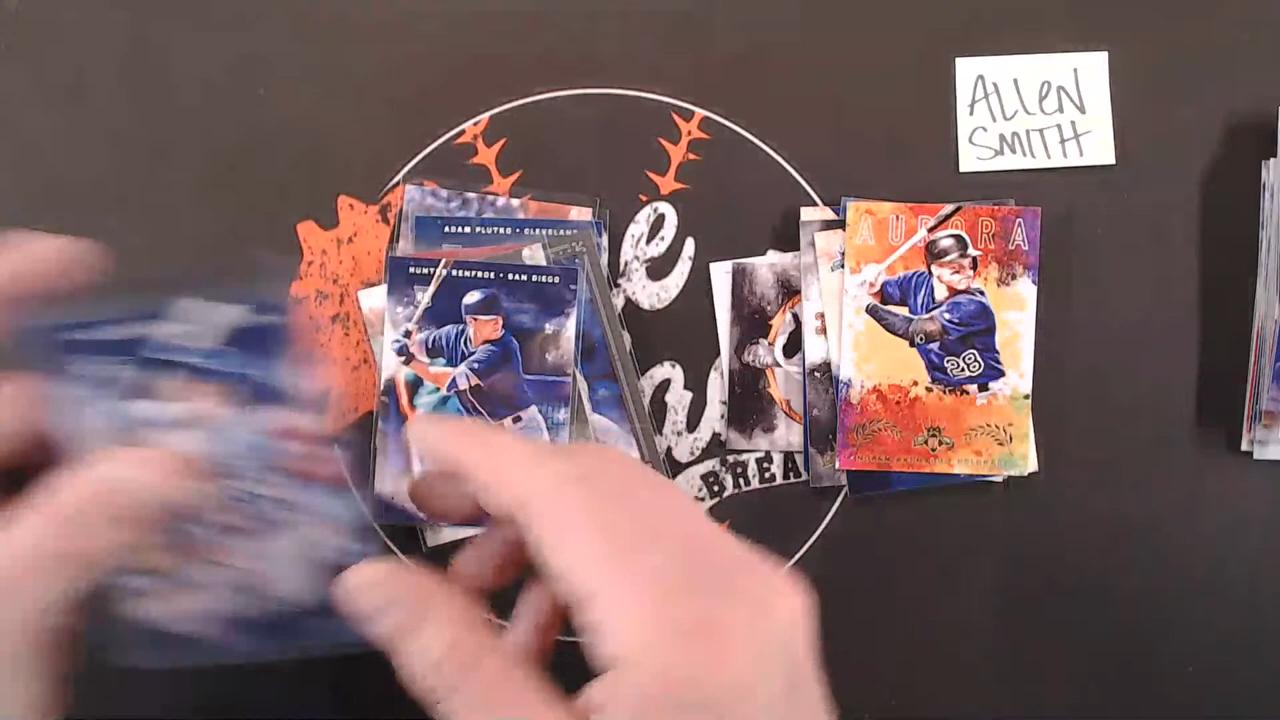 ALLEN
SMITH
ADAM PLUTKO • CLEVELAND
HUNTER RENFROE • SAN DIEGO
AURORA
28
BREA